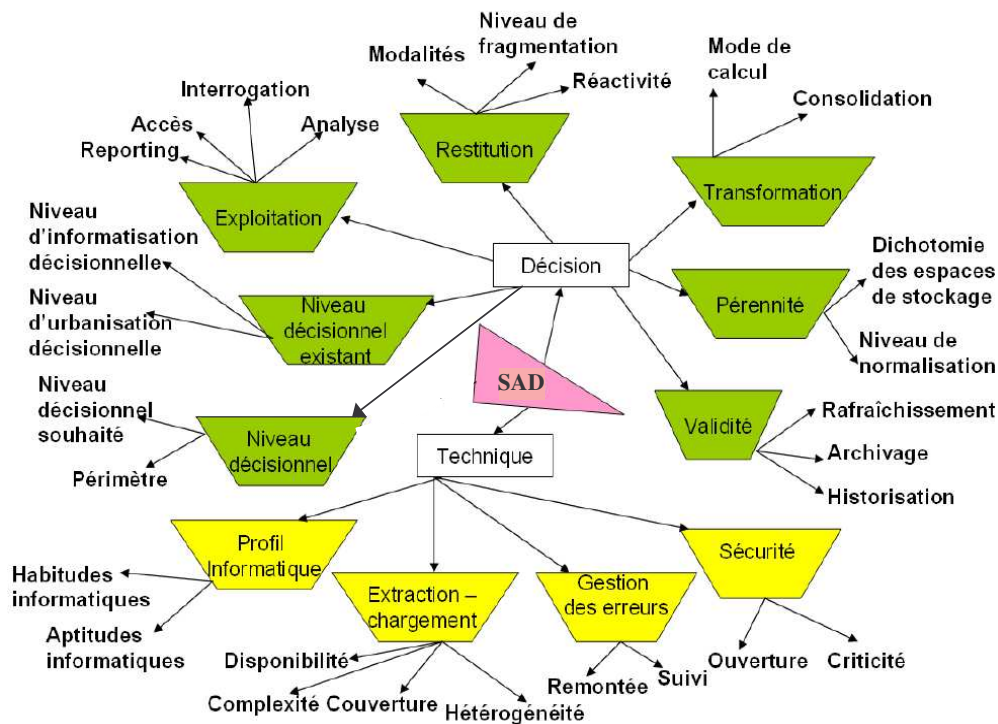 Niveau de
fragmentation
Modalités
Réactivité
Mode de
calcul
Consolidation
Interrogation
Accès
Analyse
Reporting
Restitution
Transformation
Exploitation
Niveau
d'informatisation
décisionnelle
Niveau
d'urbanisation
décisionnelle
Décision
Dichotomie
des espaces
de stockage
Pérennité
Niveau
décisionnel
existant
Niveau de
normalisation
SAD
Niveau
décisionnel
souhaité
Périmètre
Niveau
décisionnel
Technique
Validité
Rafraîchissement
Archivage
Historisation
Profil
Informatique
Habitudes
informatiques
Aptitudes
informatiques
Extraction –
chargement
Gestion
des erreurs
Sécurité
Disponibilité
Complexité
Couverture
Hétérogénéité
Remontée
Suivi
Ouverture
Criticité